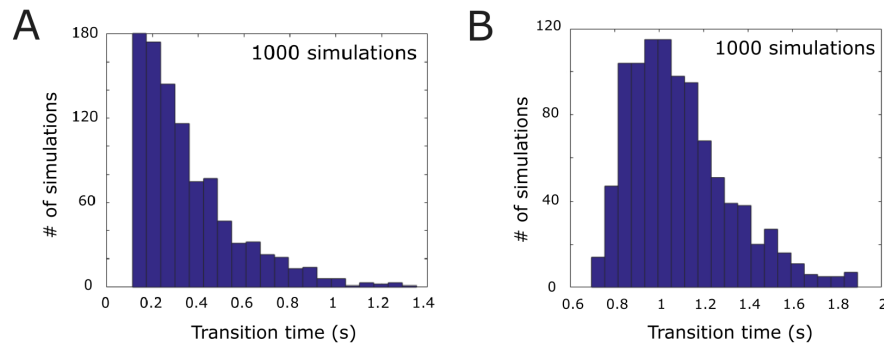 A
1000 simulations
# of simulations
180
120
60
0
0.2 0.4 0.6 0.8 1.0 1.2 1.4
Transition time (s)
B
1000 simulations
# of simulations
120
80
40
0
0.6 0.8 1 1.2 1.4 1.6 1.8 2
Transition time (s)